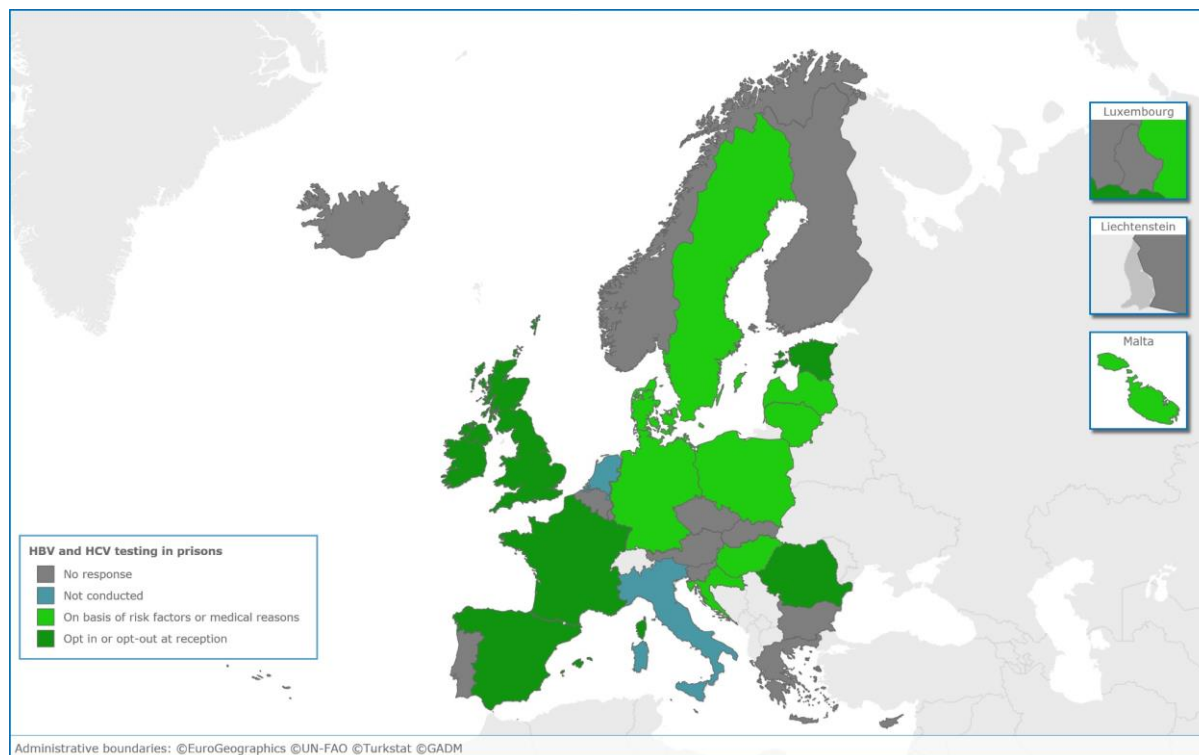 Luxembourg
Liechtenstein
Malta
HBV and HCV testing in prisons
No response
Not conducted
On basis of risk factors or medical reasons
Opt in or opt-out at reception
Administrative boundaries: ©EuroGeographics ©UN-FAO ©Turkstat ©GADM